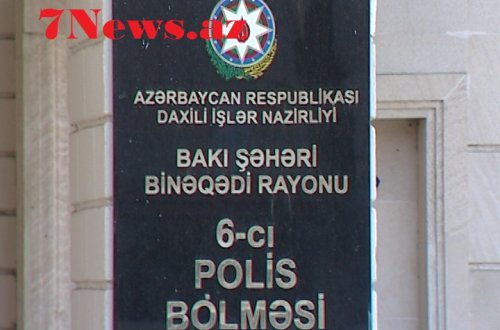 7News.az
AZƏRBAYCAN RESPUBLİKASI
DAXİLİ İŞLƏR NAZİRLİYİ
BAKI ŞƏHƏRİ
BİNƏQƏDİ RAYONU
6-cı
POLİS
BÖLMƏSİ